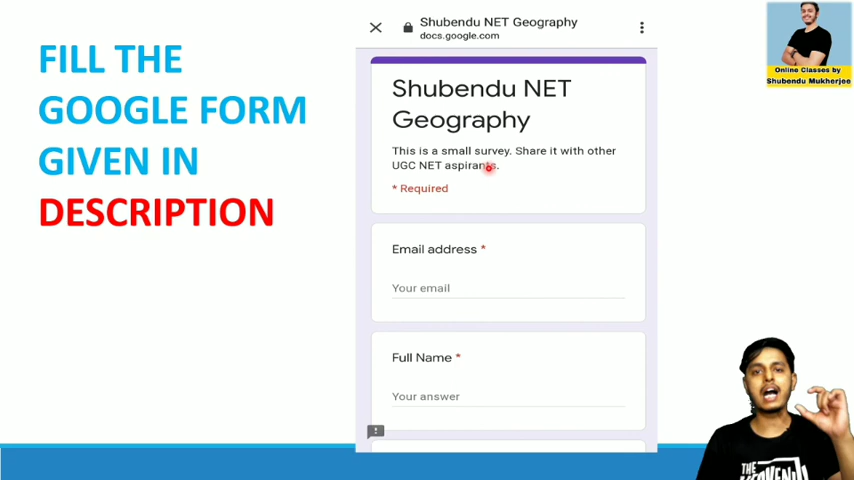 FILL THE
GOOGLE FORM
GIVEN IN
DESCRIPTION
Shubendu NET Geography
docs.google.com
Shubendu NET
Geography
This is a small survey. Share it with other
UGC NET aspirants.
* Required
Email address *
Your email
Full Name *
Your answer
Online Classes by
Shubendu Mukherjee
THE